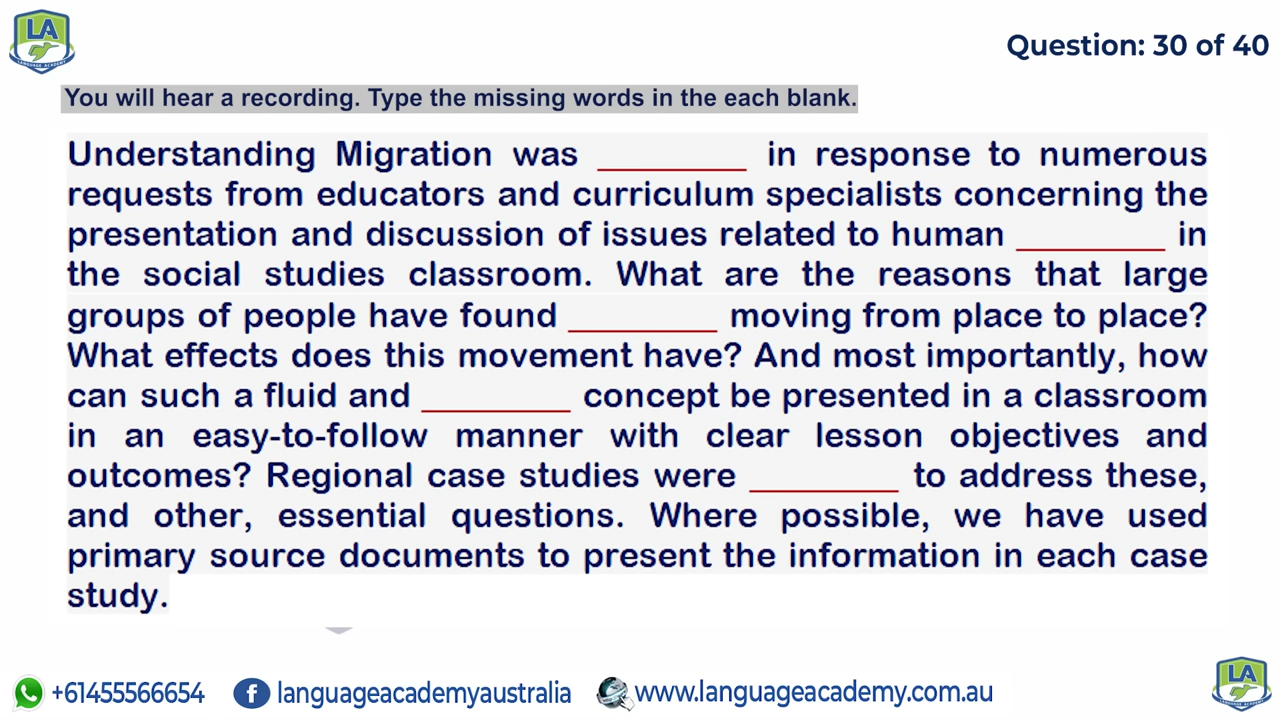 LA
LANGUAGE ACADEMY
Question: 30 of 40
You will hear a recording. Type the missing words in the each blank.
Understanding Migration was _________ in response to numerous
requests from educators and curriculum specialists concerning the
presentation and discussion of issues related to human _________ in
the social studies classroom. What are the reasons that large
groups of people have found _________ moving from place to place?
What effects does this movement have? And most importantly, how
can such a fluid and _________ concept be presented in a classroom
in an easy-to-follow manner with clear lesson objectives and
outcomes? Regional case studies were _________ to address these,
and other, essential questions. Where possible, we have used
primary source documents to present the information in each case
study.
+61455566654 languageacademyaustralia www.languageacademy.com.au
LA
LANGUAGE ACADEMY